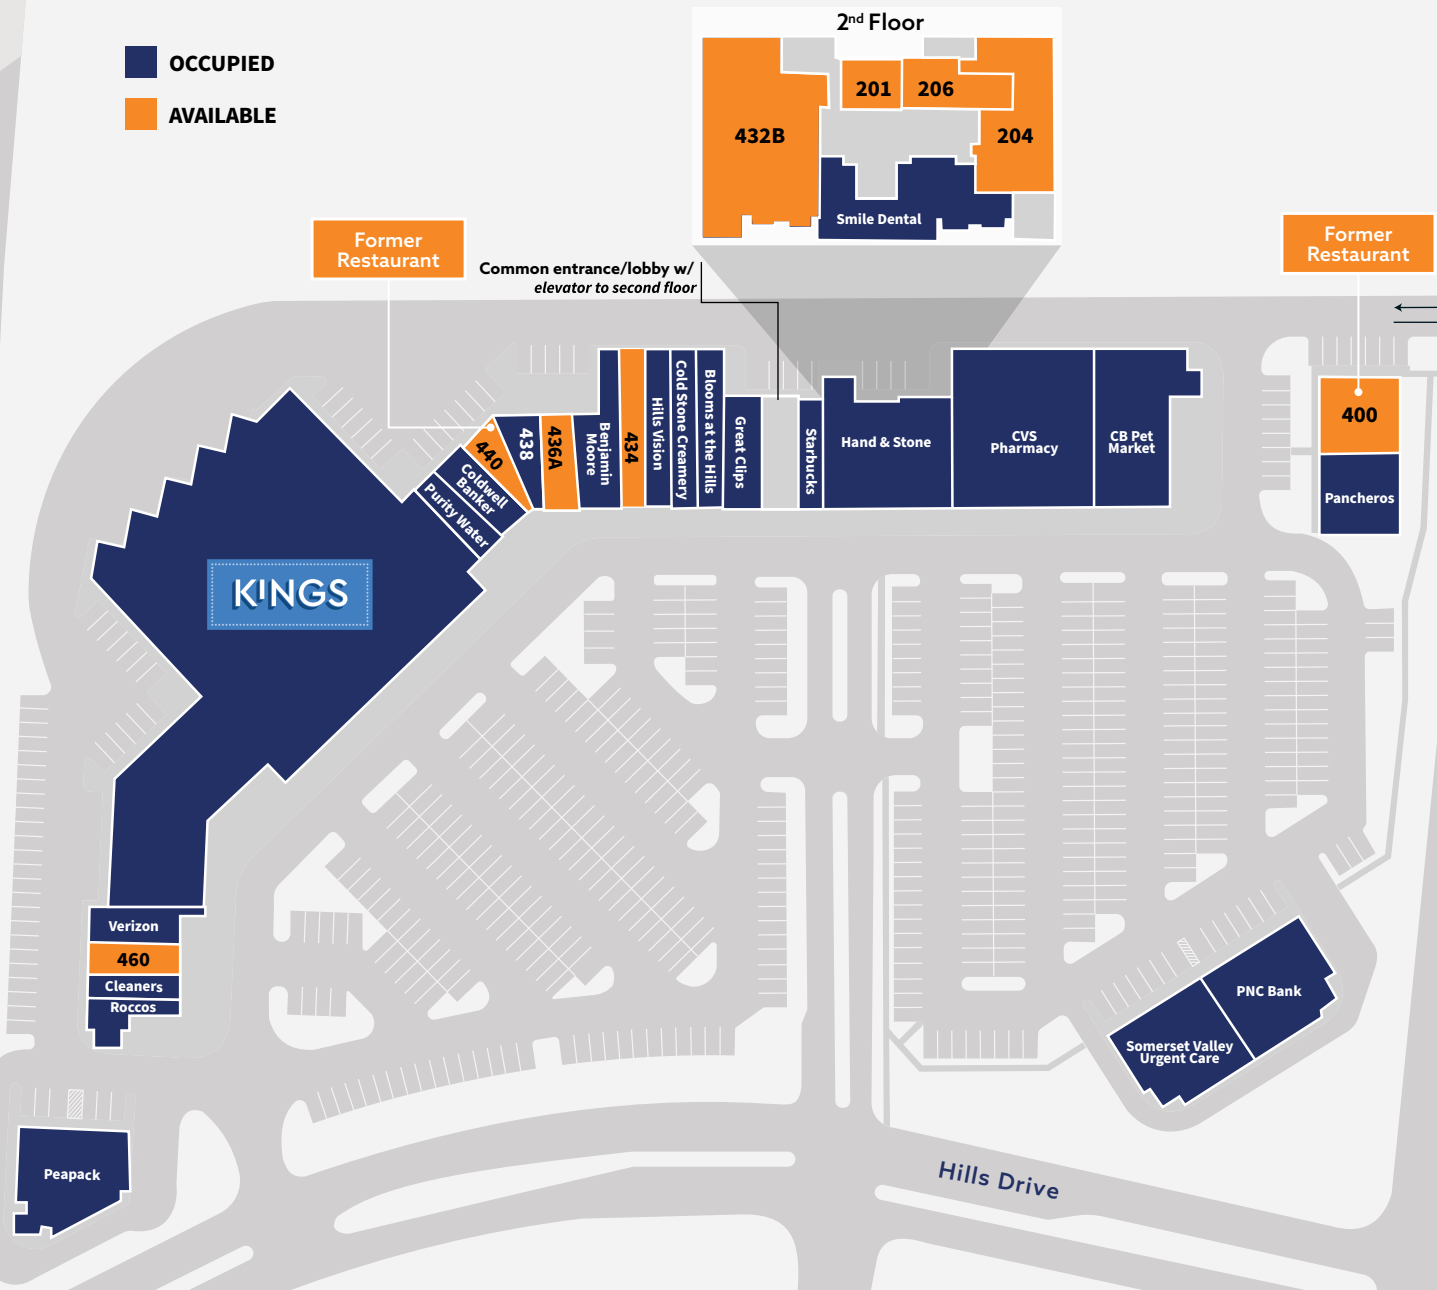 2nd Floor
OCCUPIED
AVAILABLE
201
206
432B
204
Smile Dental
Former
Restaurant
Common entrance/lobby w/
elevator to second floor
Former
Restaurant
440
438
436A
Benjamin
Moore
434
Hills Vision
Cold Stone Creamery
Blooms at the Hills
Great Clips
Starbucks
Hand & Stone
CVS
Pharmacy
CB Pet
Market
400
Pancheros
Coldwell
Banker
Purity Water
KINGS
Verizon
460
Cleaners
Roccos
PNC Bank
Somerset Valley
Urgent Care
Peapack
Hills Drive